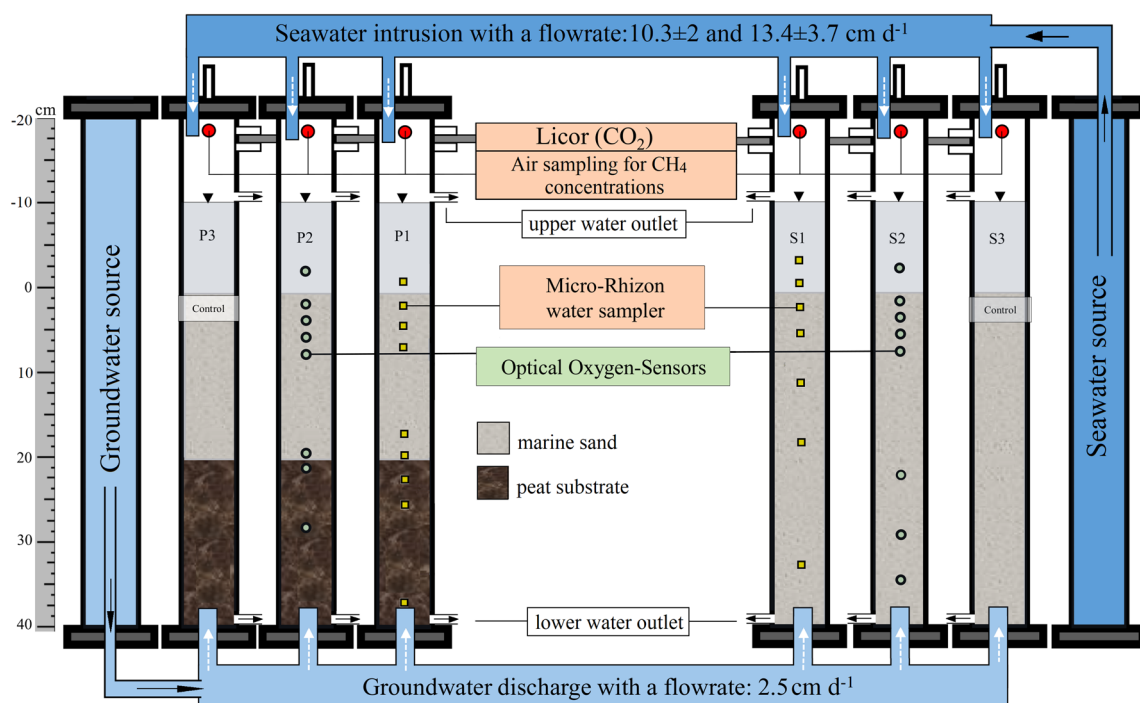 Seawater intrusion with a flowrate:10.3±2 and 13.4±3.7 cm d⁻¹
cm
-20
-10
0
10
20
30
40
Groundwater source
Licor (CO₂)
Air sampling for CH₄
concentrations
upper water outlet
P3
P2
P1
S1
S2
S3
Control
Control
Micro-Rhizon
water sampler
Optical Oxygen-Sensors
marine sand
peat substrate
lower water outlet
Seawater source
Groundwater discharge with a flowrate: 2.5 cm d⁻¹